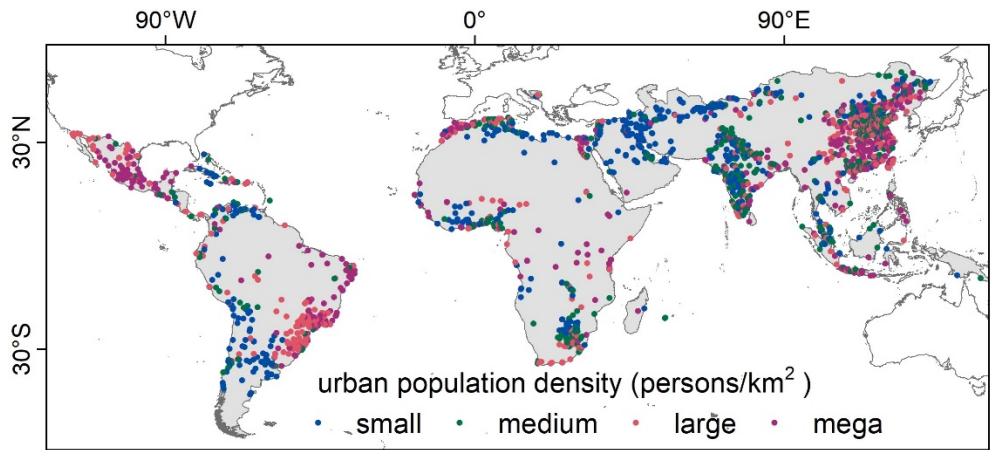 90°W 0° 90°E
30°N
30°S
urban population density (persons/km² )
small medium large mega